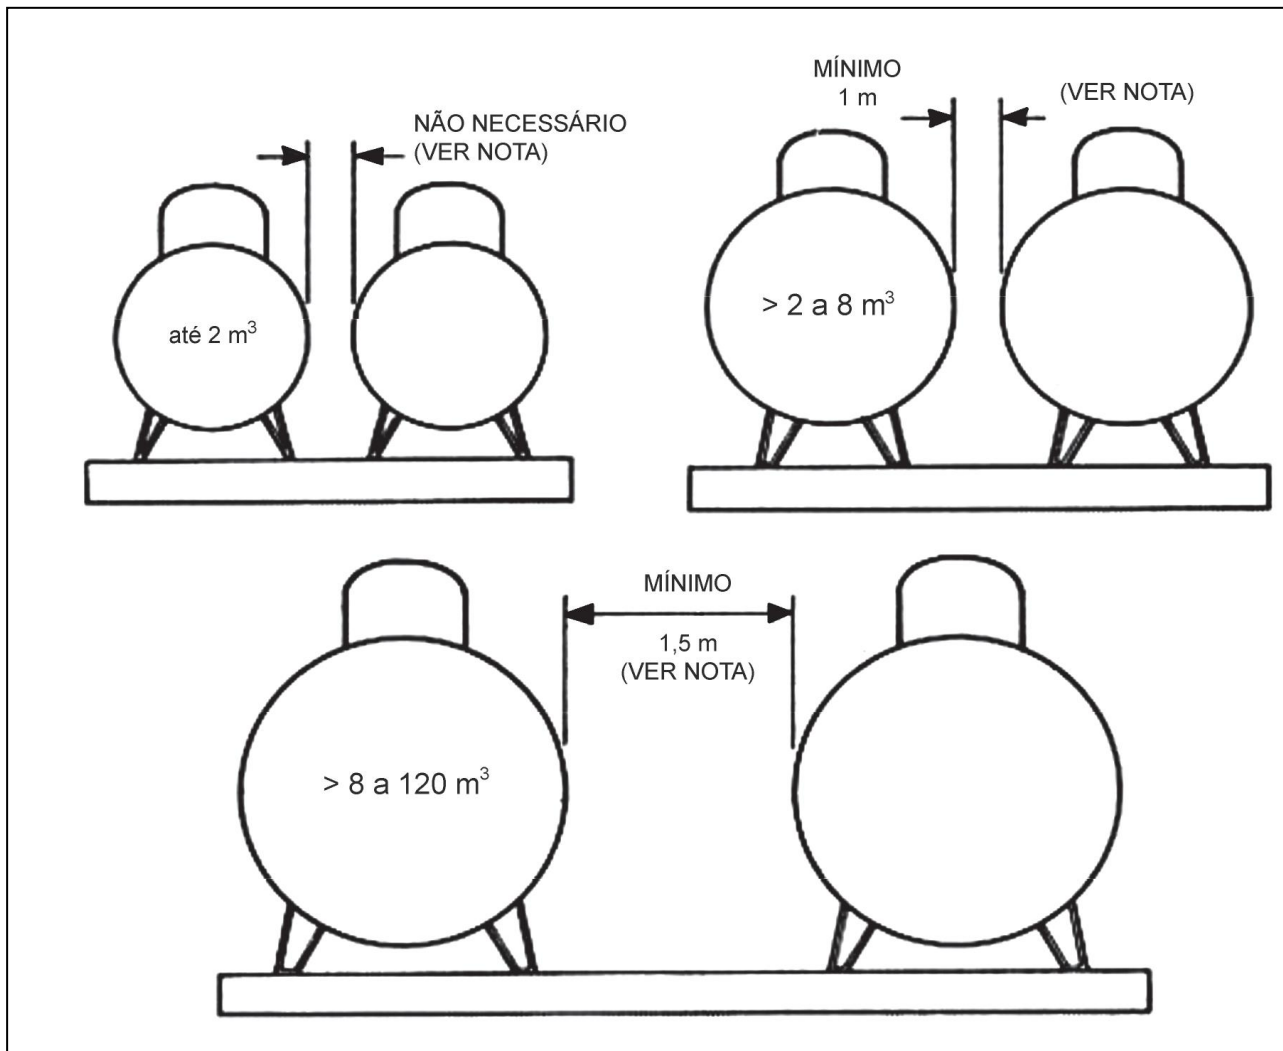 NÃO NECESSÁRIO
(VER NOTA)
até 2 m³
MÍNIMO
1 m
(VER NOTA)
> 2 a 8 m³
MÍNIMO
1,5 m
(VER NOTA)
> 8 a 120 m³